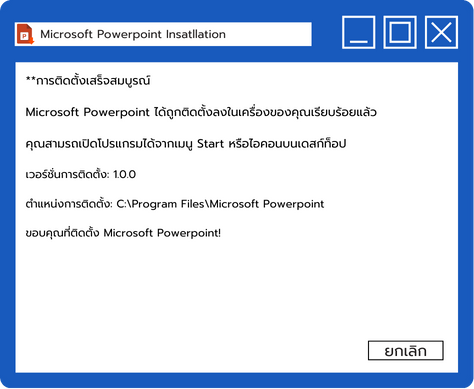 Microsoft Powerpoint Insatllation
**การติดตั้งเสร็จสมบูรณ์
Microsoft Powerpoint ได้ถูกติดตั้งลงในเครื่องของคุณเรียบร้อยแล้ว
คุณสามรถเปิดโปรแกรมได้จากเมนู Start หรือไอคอนบนเดสก์ท็อป
เวอร์ชั่นการติดตั้ง: 1.0.0
ตำแหน่งการติดตั้ง: C:\Program Files\Microsoft Powerpoint
ขอบคุณที่ติดตั้ง Microsoft Powerpoint!
ยกเลิก